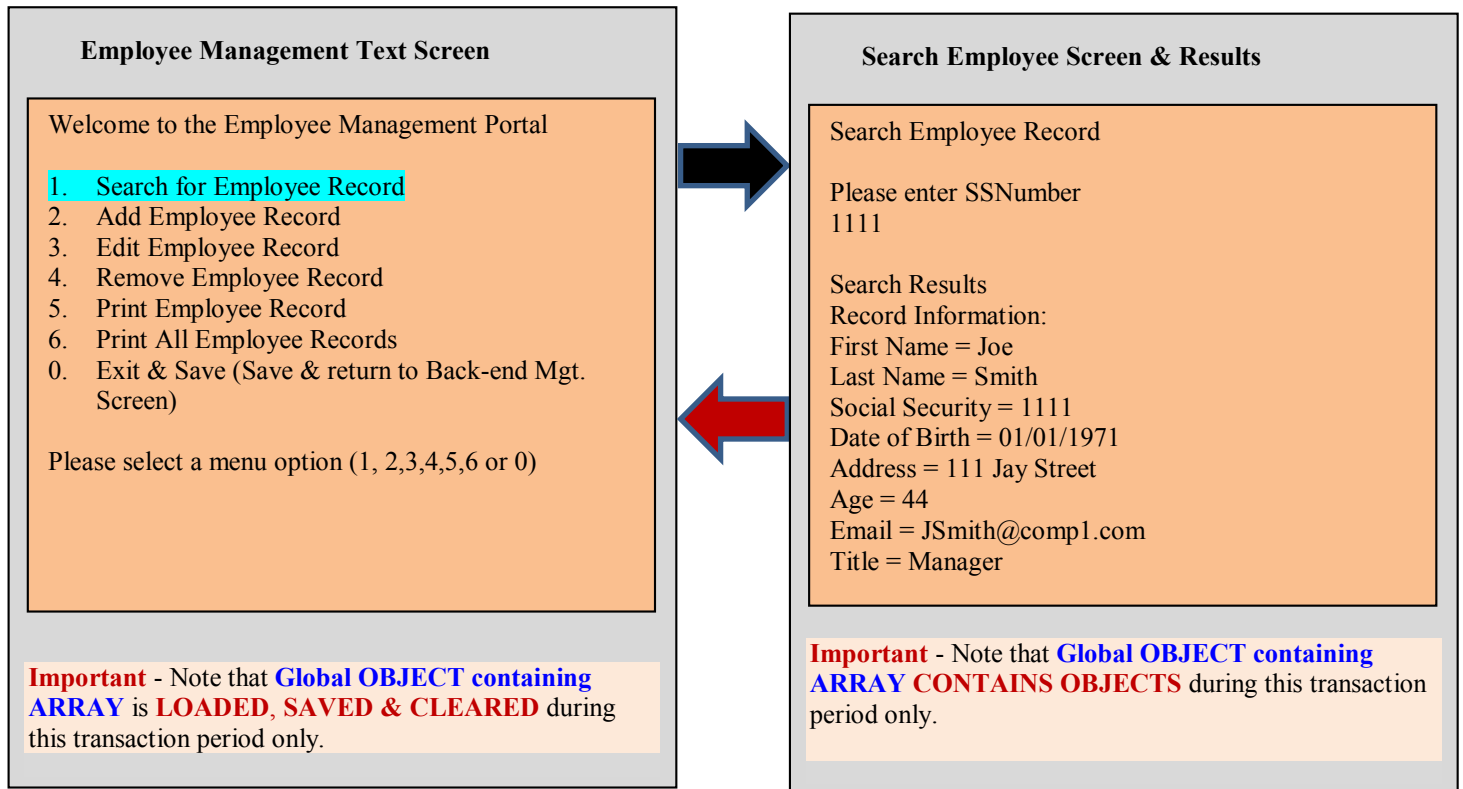 Employee Management Text Screen
Welcome to the Employee Management Portal
1. Search for Employee Record
2. Add Employee Record
3. Edit Employee Record
4. Remove Employee Record
5. Print Employee Record
6. Print All Employee Records
0. Exit & Save (Save & return to Back-end Mgt.
Screen)
Please select a menu option (1, 2,3,4,5,6 or 0)
Important - Note that Global OBJECT containing
ARRAY is LOADED, SAVED & CLEARED during
this transaction period only.
Search Employee Screen & Results
Search Employee Record
Please enter SSNumber
1111
Search Results
Record Information:
First Name = Joe
Last Name = Smith
Social Security = 1111
Date of Birth = 01/01/1971
Address = 111 Jay Street
Age = 44
Email = JSmith@comp1.com
Title = Manager
Important - Note that Global OBJECT containing
ARRAY CONTAINS OBJECTS during this transaction
period only.